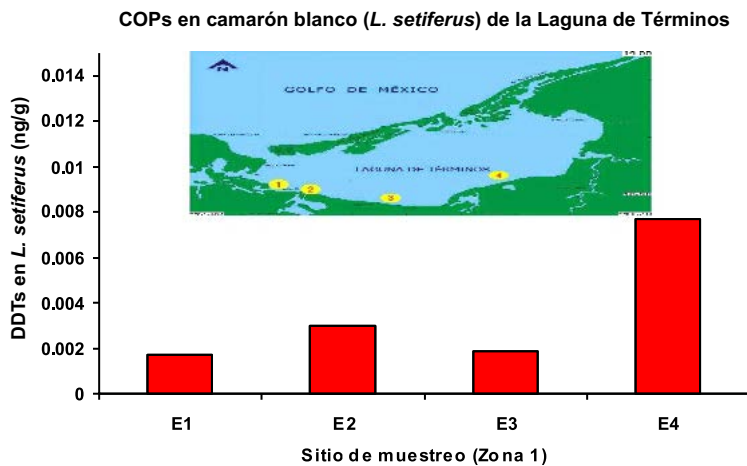 COPs en camarón blanco (L. setiferus) de la Laguna de Términos
DDTs en L. setiferus (ng/g)
0.014
0.012
0.01
0.008
0.006
0.004
0.002
0
N
GOLFO DE MÉXICO
LAGUNA DE TÉRMINOS
1
2
3
4
E1
E2
E3
E4
Sitio de muestreo (Zona 1)